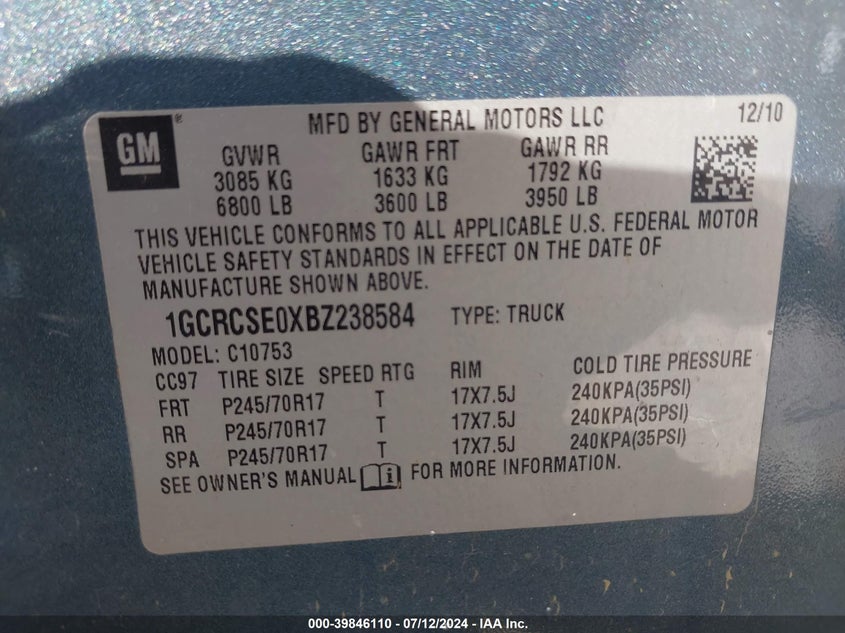 GM ®
MFD BY GENERAL MOTORS LLC 12/10
GVWR GAWR FRT GAWR RR
3085 KG 1633 KG 1792 KG
6800 LB 3600 LB 3950 LB
THIS VEHICLE CONFORMS TO ALL APPLICABLE U.S. FEDERAL MOTOR
VEHICLE SAFETY STANDARDS IN EFFECT ON THE DATE OF
MANUFACTURE SHOWN ABOVE.
1GCRCSE0XBZ238584 TYPE: TRUCK
MODEL: C10753
CC97 TIRE SIZE SPEED RTG RIM COLD TIRE PRESSURE
FRT P245/70R17 T 17X7.5J 240KPA(35PSI)
RR P245/70R17 T 17X7.5J 240KPA(35PSI)
SPA P245/70R17 T 17X7.5J 240KPA(35PSI)
SEE OWNER'S MANUAL i FOR MORE INFORMATION.
000-39846110 - 07/12/2024 - IAA Inc.